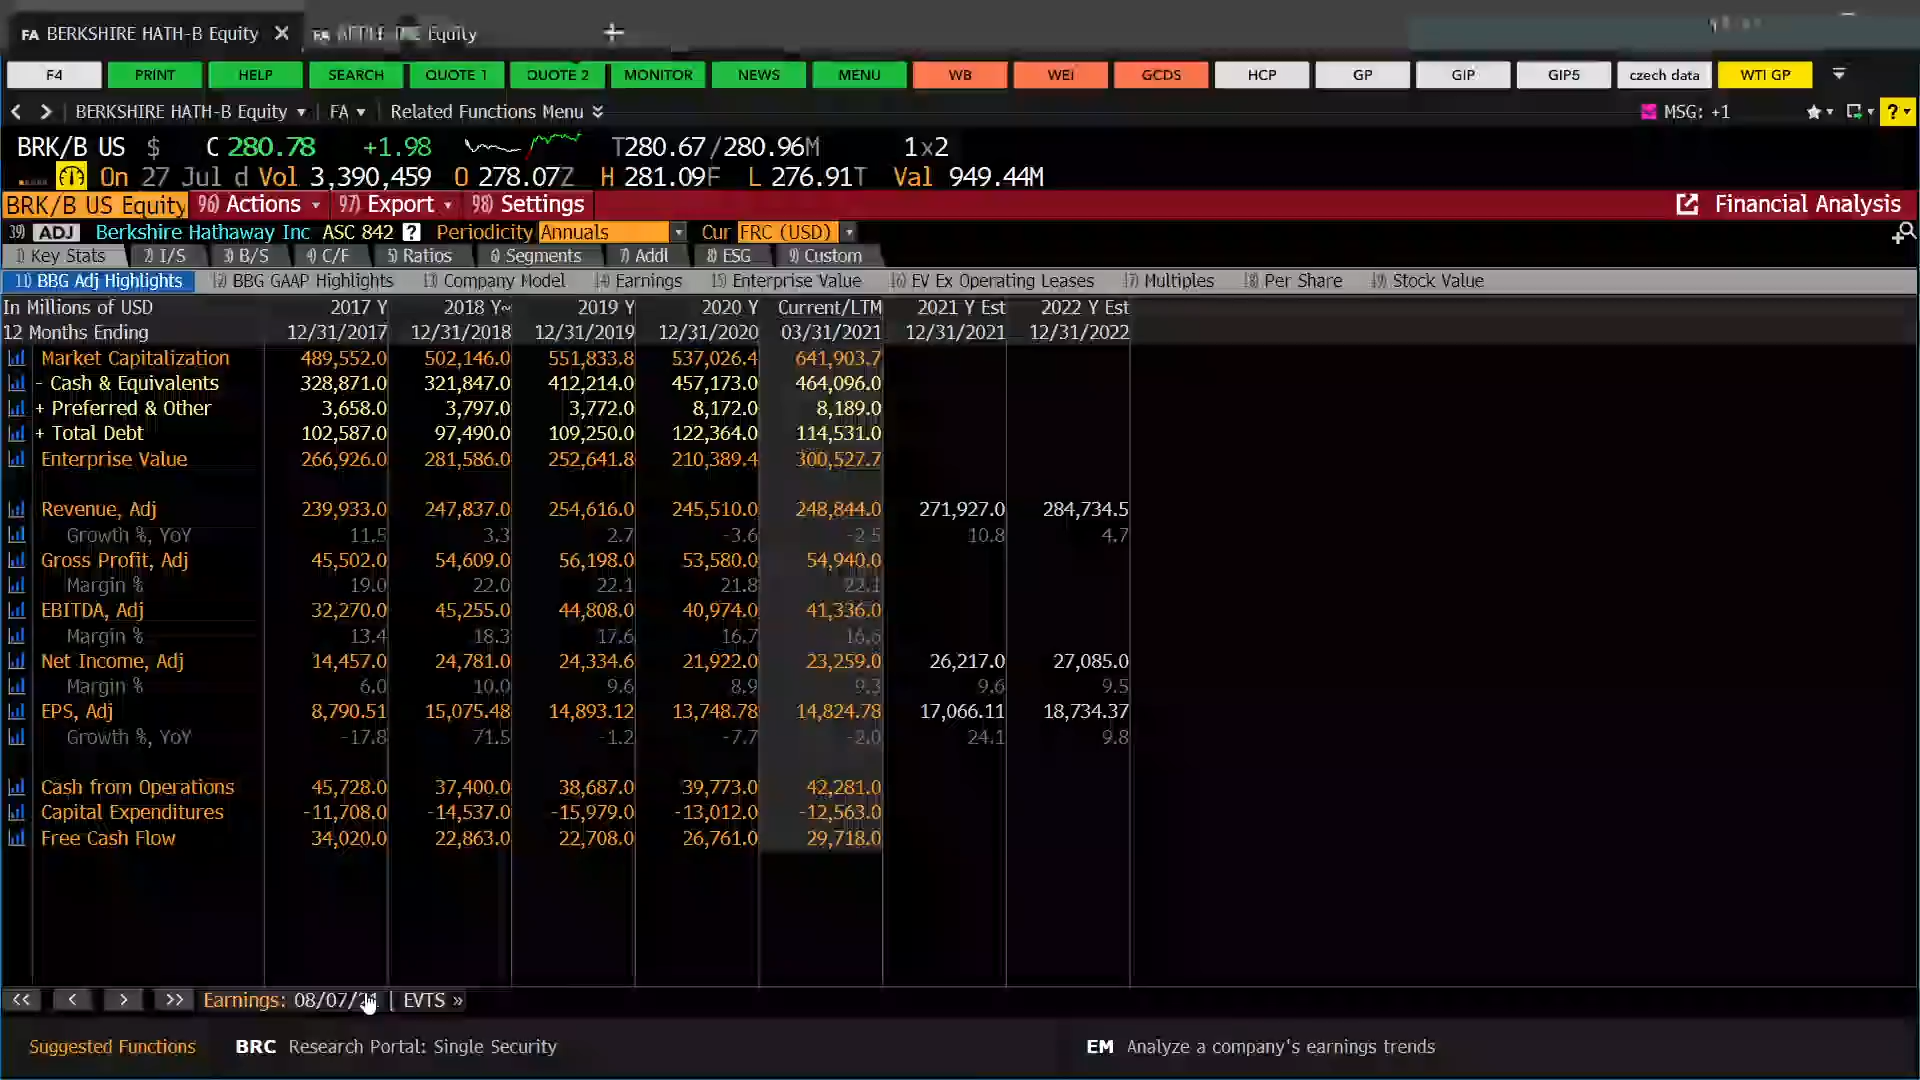 FA BERKSHIRE HATH-B Equity × FA Equity +
F4 PRINT HELP SEARCH QUOTE 1 QUOTE 2 MONITOR NEWS MENU WB WEI GCDS HCP GP GIP GIP5 czech data WTI GP
< > BERKSHIRE HATH-B Equity FA Related Functions Menu MSG: +1 ?
BRK/B US $ C 280.78 +1.98 T280.67/280.96M 1x2
On 27 Jul d Vol 3,390,459 O 278.07Z H 281.09F L 276.91T Val 949.44M
BRK/B US Equity 96) Actions 97) Export 98) Settings Financial Analysis
39) ADJ Berkshire Hathaway Inc ASC 842 ? Periodicity Annuals Cur FRC (USD)
1) Key Stats 2) I/S 3) B/S 4) C/F 5) Ratios 6) Segments 7) Addl 8) ESG 9) Custom
11) BBG Adj Highlights 12) BBG GAAP Highlights 13) Company Model 14) Earnings 15) Enterprise Value 16) EV Ex Operating Leases 17) Multiples 18) Per Share 19) Stock Value
In Millions of USD 2017 Y 2018 Y~ 2019 Y 2020 Y Current/LTM 2021 Y Est 2022 Y Est
12 Months Ending 12/31/2017 12/31/2018 12/31/2019 12/31/2020 03/31/2021 12/31/2021 12/31/2022
Market Capitalization 489,552.0 502,146.0 551,833.8 537,026.4 641,903.7
- Cash & Equivalents 328,871.0 321,847.0 412,214.0 457,173.0 464,096.0
+ Preferred & Other 3,658.0 3,797.0 3,772.0 8,172.0 8,189.0
+ Total Debt 102,587.0 97,490.0 109,250.0 122,364.0 114,531.0
Enterprise Value 266,926.0 281,586.0 252,641.8 210,389.4 300,527.7
Revenue, Adj 239,933.0 247,837.0 254,616.0 245,510.0 248,844.0 271,927.0 284,734.5
Growth %, YoY 11.5 3.3 2.7 -3.6 -2.5 10.8 4.7
Gross Profit, Adj 45,502.0 54,609.0 56,198.0 53,580.0 54,940.0
Margin % 19.0 22.0 22.1 21.8 22.1
EBITDA, Adj 32,270.0 45,255.0 44,808.0 40,974.0 41,336.0
Margin % 13.4 18.3 17.6 16.7 16.6
Net Income, Adj 14,457.0 24,781.0 24,334.6 21,922.0 23,259.0 26,217.0 27,085.0
Margin % 6.0 10.0 9.6 8.9 9.3 9.6 9.5
EPS, Adj 8,790.51 15,075.48 14,893.12 13,748.78 14,824.78 17,066.11 18,734.37
Growth %, YoY -17.8 71.5 -1.2 -7.7 -2.0 24.1 9.8
Cash from Operations 45,728.0 37,400.0 38,687.0 39,773.0 42,281.0
Capital Expenditures -11,708.0 -14,537.0 -15,979.0 -13,012.0 -12,563.0
Free Cash Flow 34,020.0 22,863.0 22,708.0 26,761.0 29,718.0
<< < > >> Earnings: | EVTS »
Suggested Functions BRC Research Portal: Single Security EM Analyze a company's earnings trends